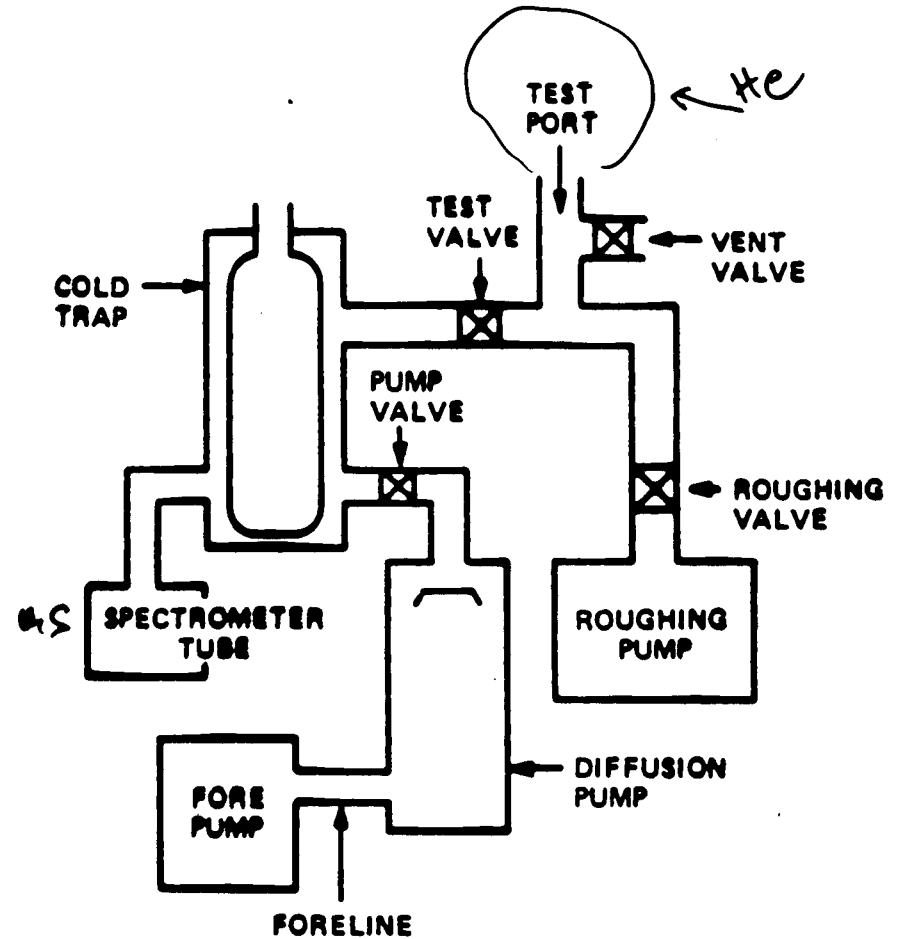 TEST
PORT
He
TEST
VALVE
VENT
VALVE
COLD
TRAP
PUMP
VALVE
ROUGHING
VALVE
SPECTROMETER
TUBE
ROUGHING
PUMP
FORE
PUMP
DIFFUSION
PUMP
FORELINE